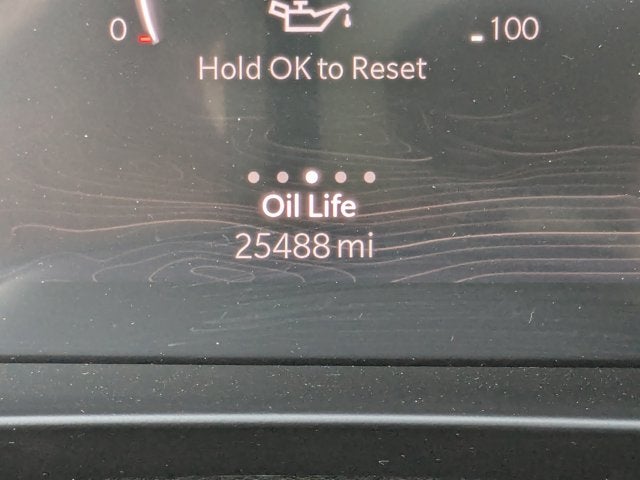 0 100
Hold OK to Reset
Oil Life
25488 mi